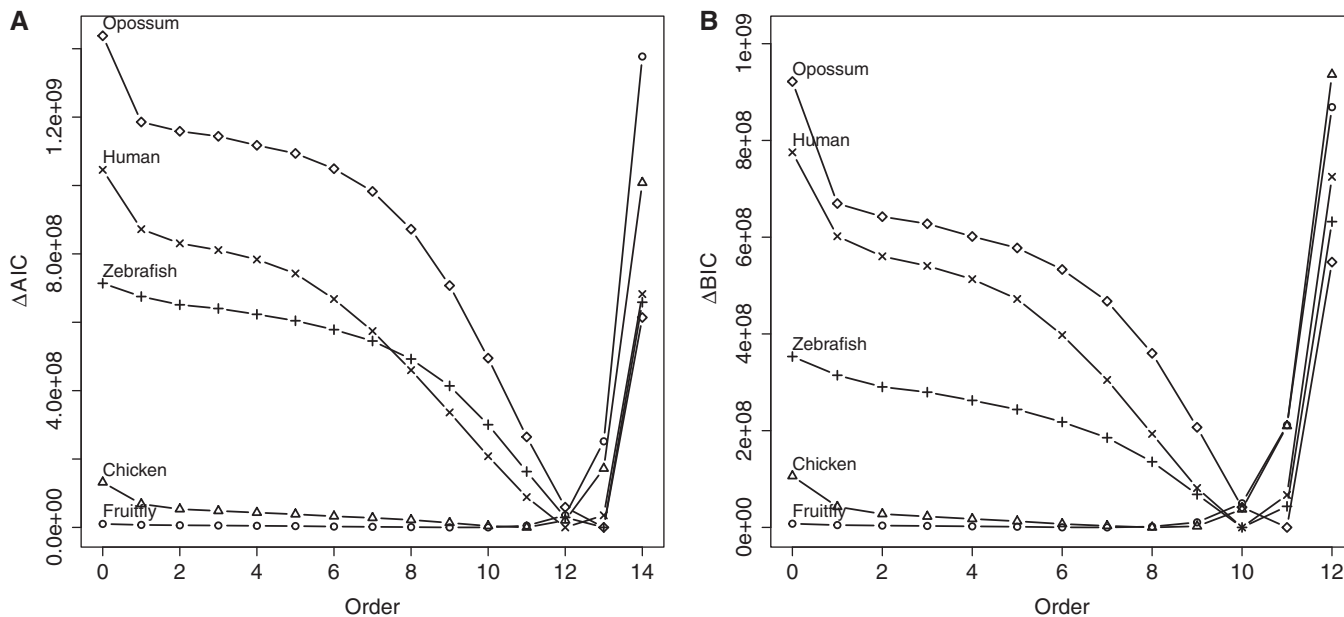 A
Opossum
Human
Zebrafish
Chicken
Fruitfly
ΔAIC
0.0e+00 4.0e+08 8.0e+08 1.2e+09
0 2 4 6 8 10 12 14
Order
B
Opossum
Human
Zebrafish
Chicken
Fruitfly
ΔBIC
0e+00 2e+08 4e+08 6e+08 8e+08 1e+09
0 2 4 6 8 10 12
Order